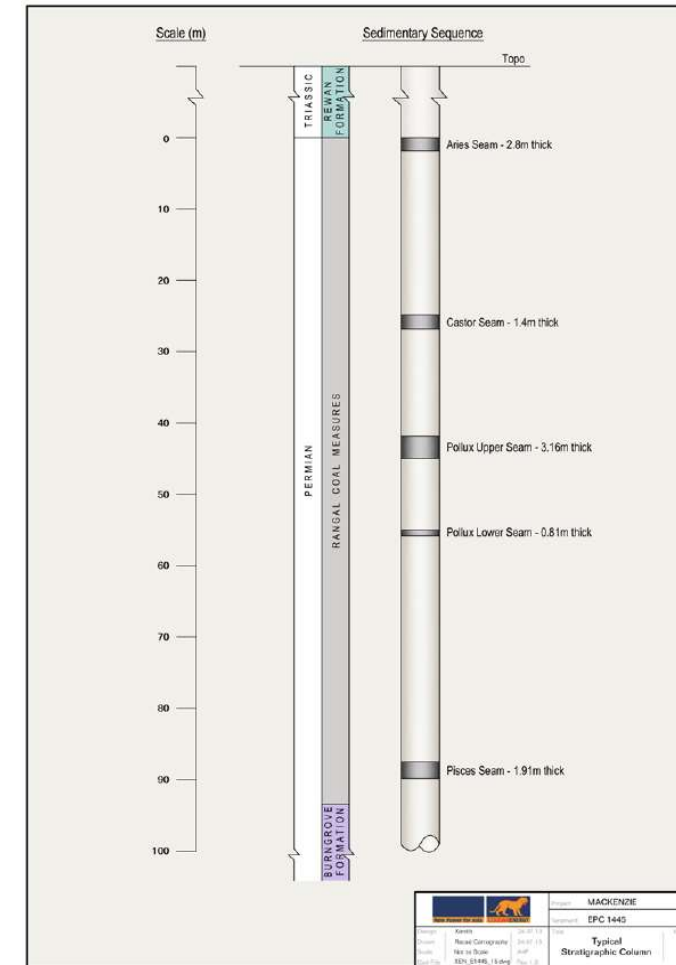 Scale (m)
Sedimentary Sequence
Topo
TRIASSIC
REWAN
FORMATION
0
Aries Seam - 2.8m thick
10
20
Castor Seam - 1.4m thick
30
40
PERMIAN
RANGAL COAL MEASURES
Pollux Upper Seam - 3.16m thick
50
Pollux Lower Seam - 0.81m thick
60
70
80
Pisces Seam - 1.91m thick
90
BURNGROVE
FORMATION
100
Project MACKENZIE
EPC 1445
Typical
Stratigraphic Column